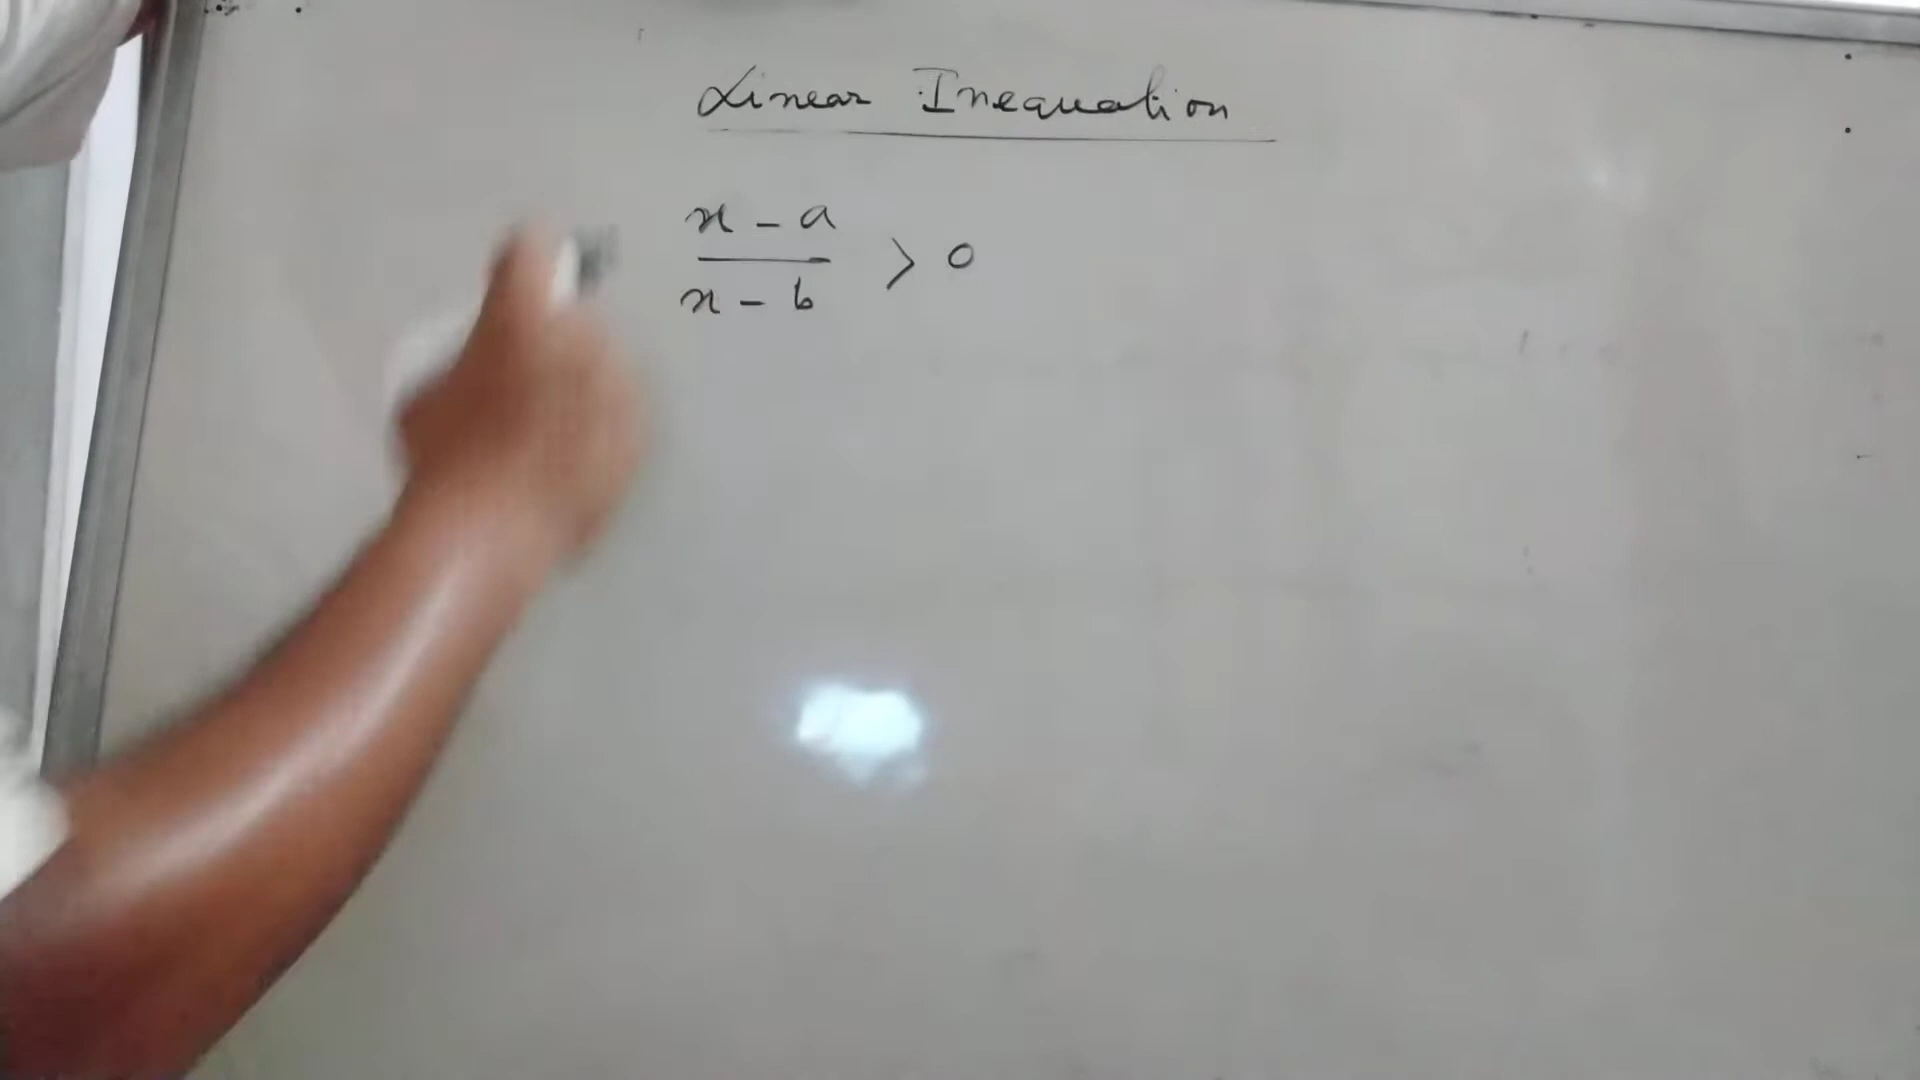 Linear Inequation
x - a
x - b > 0